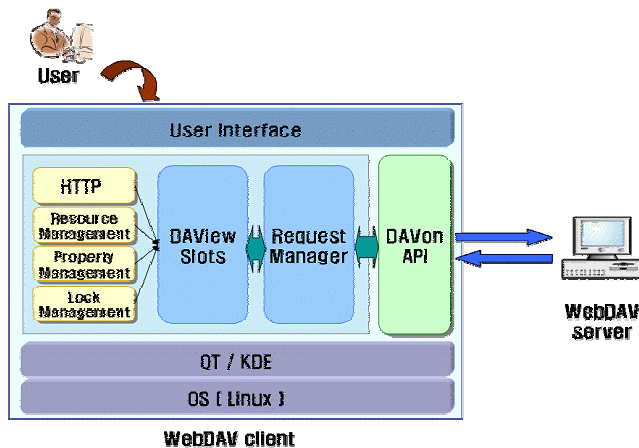 User
User Interface
HTTP
Resource
Management
Property
Management
Lock
Management
DAView
Slots
Request
Manager
DAVon
API
WebDAV
server
QT / KDE
OS ( Linux )
WebDAV client